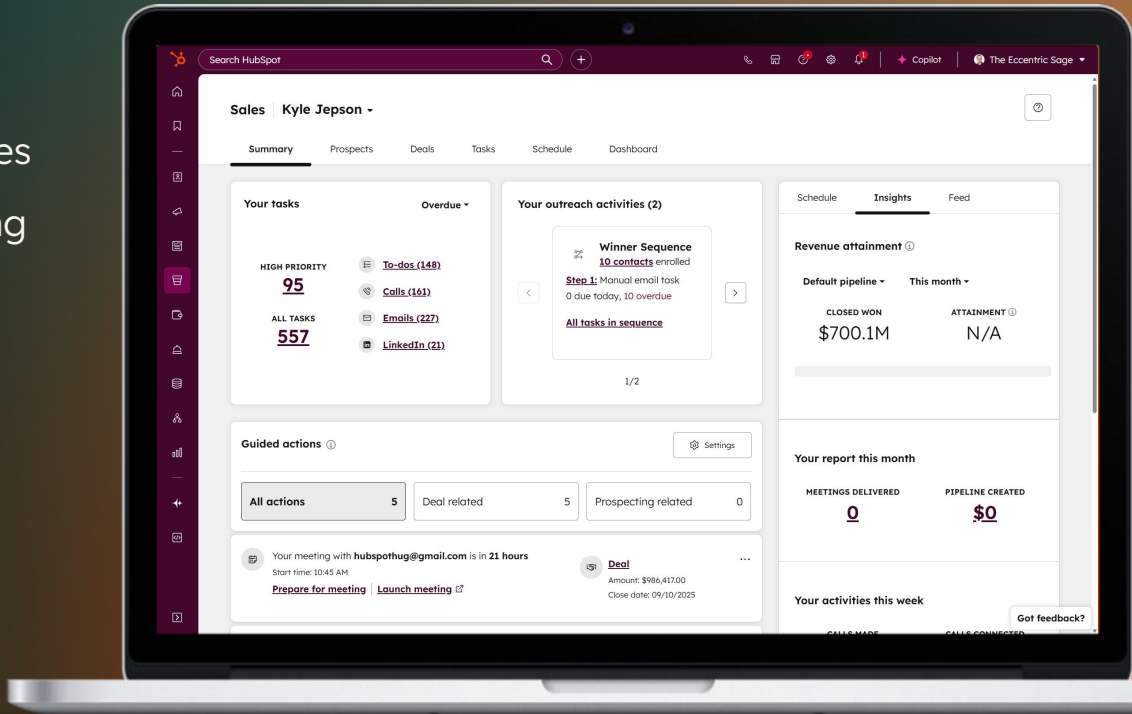 es
g
Search HubSpot
Copilot
The Eccentric Sage
Sales Kyle Jepson
Summary Prospects Deals Tasks Schedule Dashboard
Your tasks Overdue
HIGH PRIORITY
95
ALL TASKS
557
To-dos (148)
Calls (161)
Emails (227)
LinkedIn (21)
Your outreach activities (2)
Winner Sequence
10 contacts enrolled
Step 1: Manual email task
0 due today, 10 overdue
All tasks in sequence
1/2
Schedule Insights Feed
Revenue attainment
Default pipeline This month
CLOSED WON ATTAINMENT
$700.1M N/A
Guided actions
Settings
All actions 5
Deal related 5
Prospecting related 0
Your meeting with hubspothug@gmail.com is in 21 hours
Start time: 10:45 AM
Prepare for meeting Launch meeting
Deal
Amount: $986,417.00
Close date: 09/10/2025
Your report this month
MEETINGS DELIVERED PIPELINE CREATED
0 $0
Your activities this week
Got feedback?
CALLS MADE CALLS CONNECTED